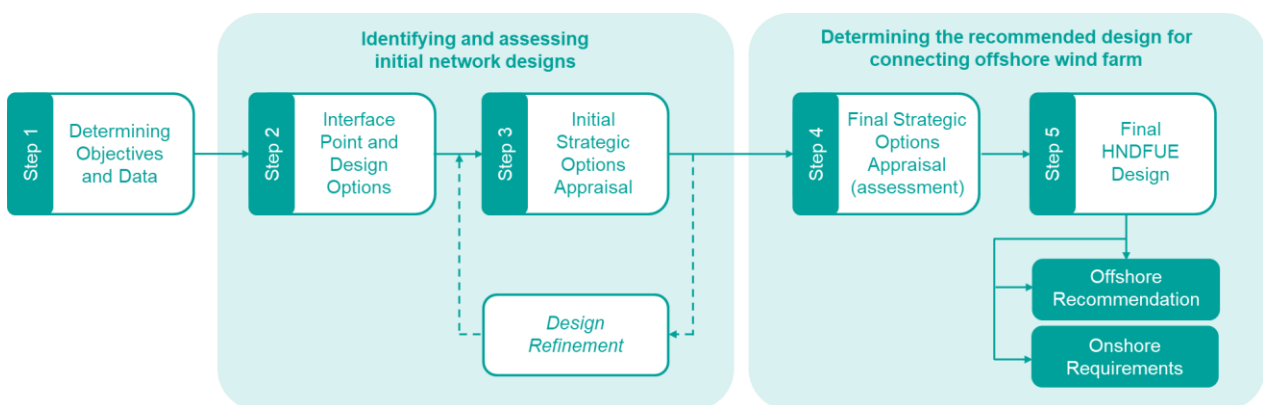 Identifying and assessing
initial network designs
Determining the recommended design for
connecting offshore wind farm
Step 1
Determining
Objectives
and Data
Step 2
Interface
Point and
Design
Options
Step 3
Initial
Strategic
Options
Appraisal
Step 4
Final Strategic
Options
Appraisal
(assessment)
Step 5
Final
HNDFUE
Design
Design
Refinement
Offshore
Recommendation
Onshore
Requirements